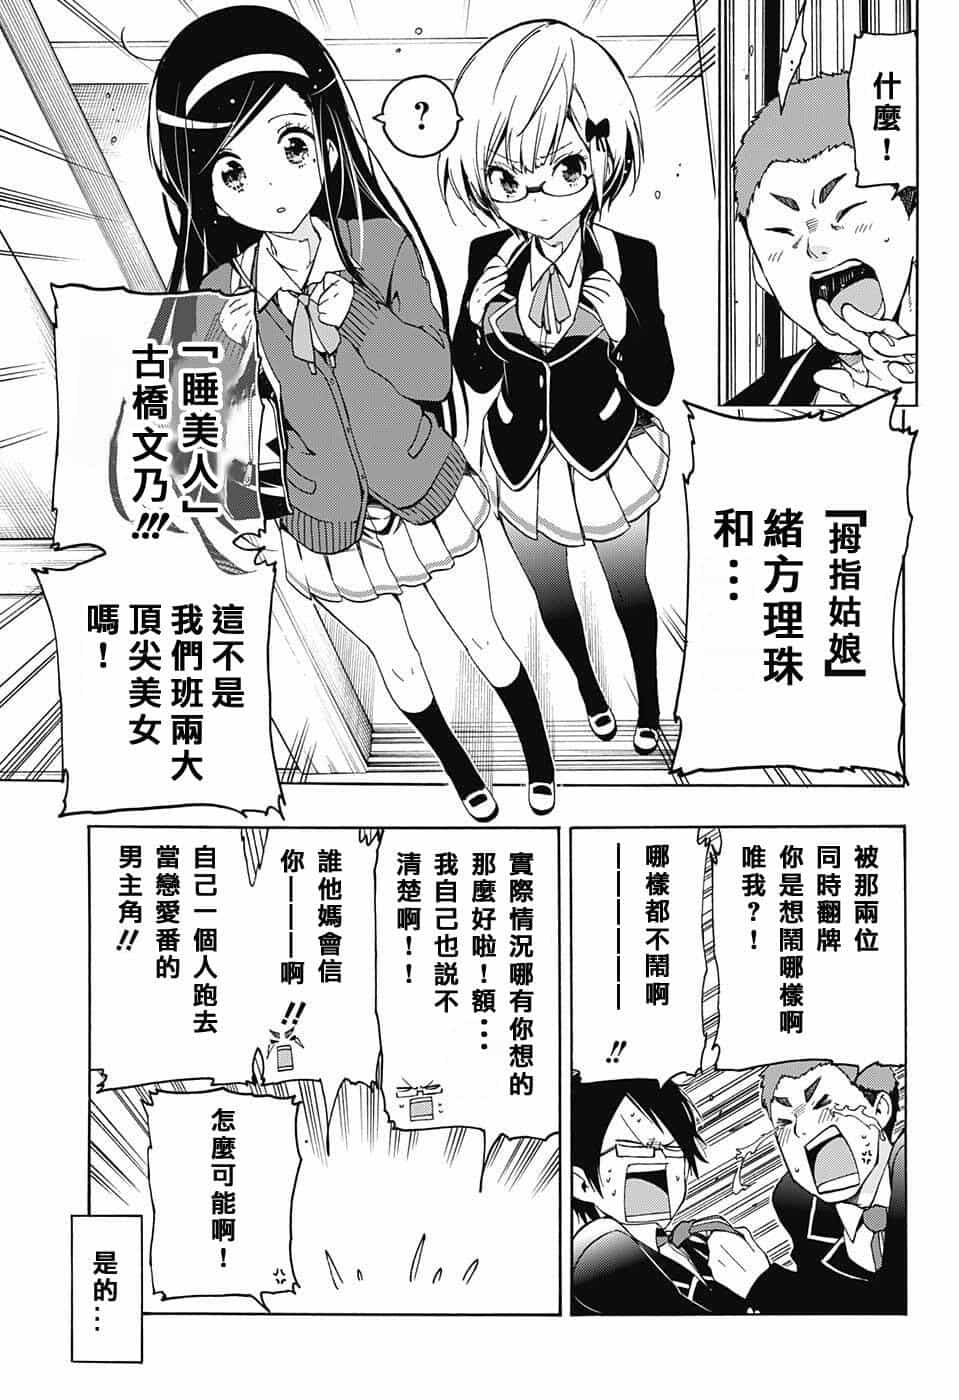 什麼！
？
『拇指姑娘』
緒方理珠
和…
「睡美人」
古橋文乃!!!
這不是
我們班兩大
頂尖美女
嗎！
被那兩位
同時翻牌
你是想鬧哪樣啊
唯我？！
哪樣都不鬧啊
————!!
實際情況哪有你想的
那麼好啦！額…
我自己也説不
清楚啊！！
誰他媽會信
你———啊!!
自己一個人跑去
當戀愛番的
男主角!!
怎麼可能啊！
是的…